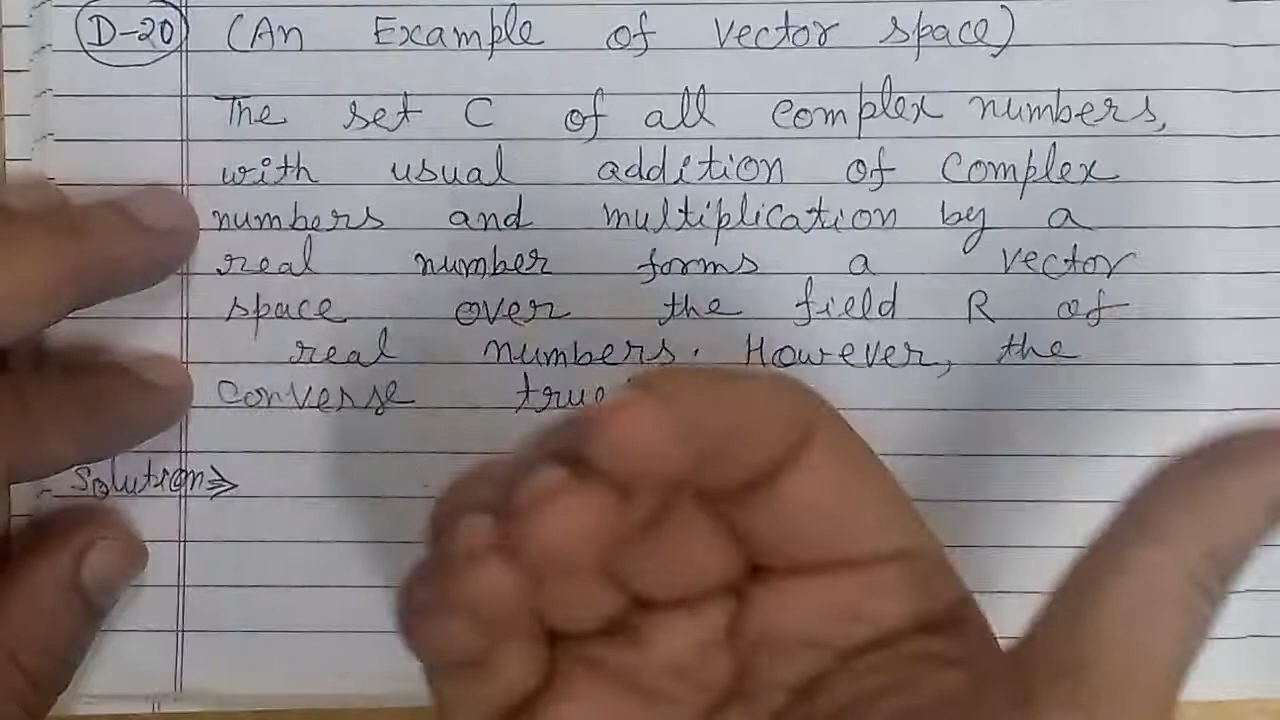 D-20 (An Example of vector space)
The set C of all complex numbers,
with usual addition of complex
numbers and multiplication by a
real number forms a vector
space over the field R of
real numbers. However, the
converse true
Solution⇒